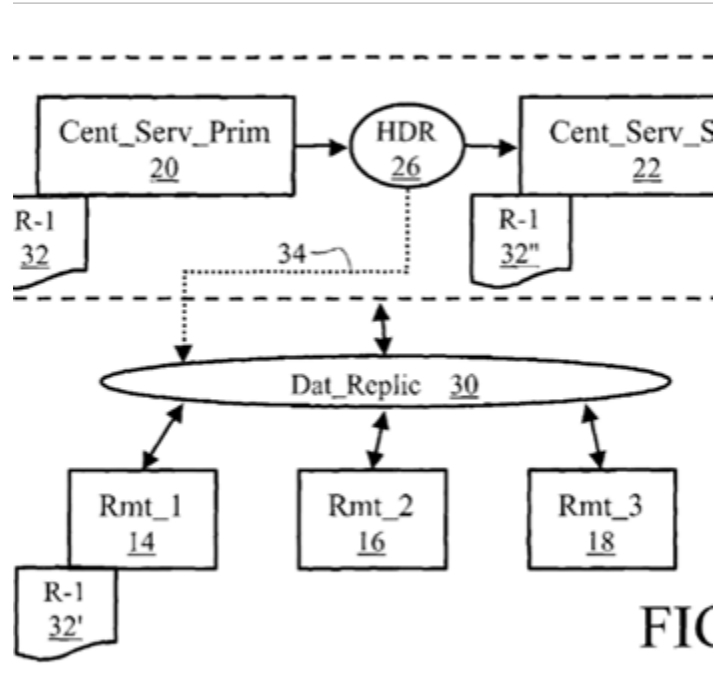 Cent_Serv_Prim
20
HDR
26
Cent_Serv_S
22
R-1
32
34
R-1
32"
Dat_Replic 30
Rmt_1
14
Rmt_2
16
Rmt_3
18
R-1
32'
FIG